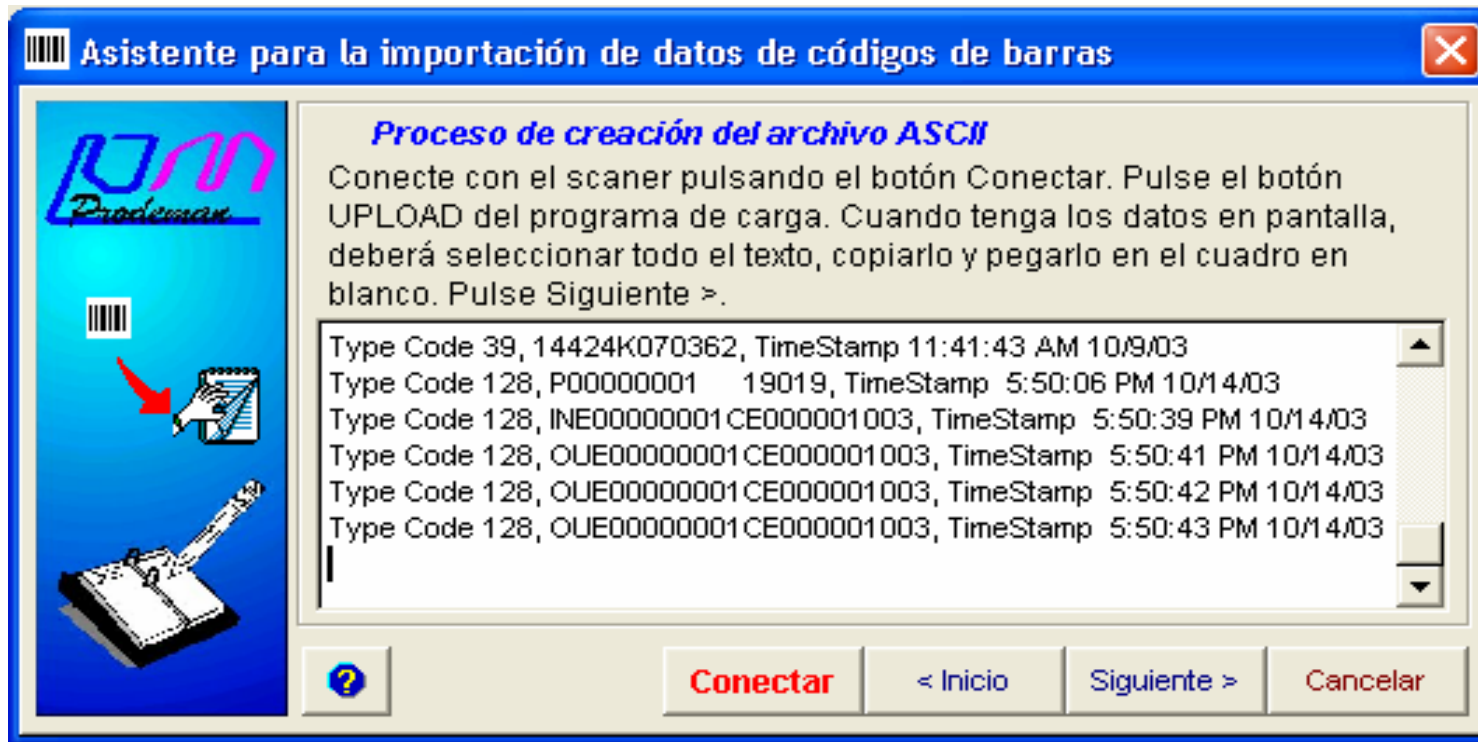 Asistente para la importación de datos de códigos de barras
Prodeman
Proceso de creación del archivo ASCII
Conecte con el scaner pulsando el botón Conectar. Pulse el botón
UPLOAD del programa de carga. Cuando tenga los datos en pantalla,
deberá seleccionar todo el texto, copiarlo y pegarlo en el cuadro en
blanco. Pulse Siguiente >.
Type Code 39, 14424K070362, TimeStamp 11:41:43 AM 10/9/03
Type Code 128, P00000001     19019, TimeStamp  5:50:06 PM 10/14/03
Type Code 128, INE00000001CE000001003, TimeStamp  5:50:39 PM 10/14/03
Type Code 128, OUE00000001CE000001003, TimeStamp  5:50:41 PM 10/14/03
Type Code 128, OUE00000001CE000001003, TimeStamp  5:50:42 PM 10/14/03
Type Code 128, OUE00000001CE000001003, TimeStamp  5:50:43 PM 10/14/03
? Conectar < Inicio Siguiente > Cancelar